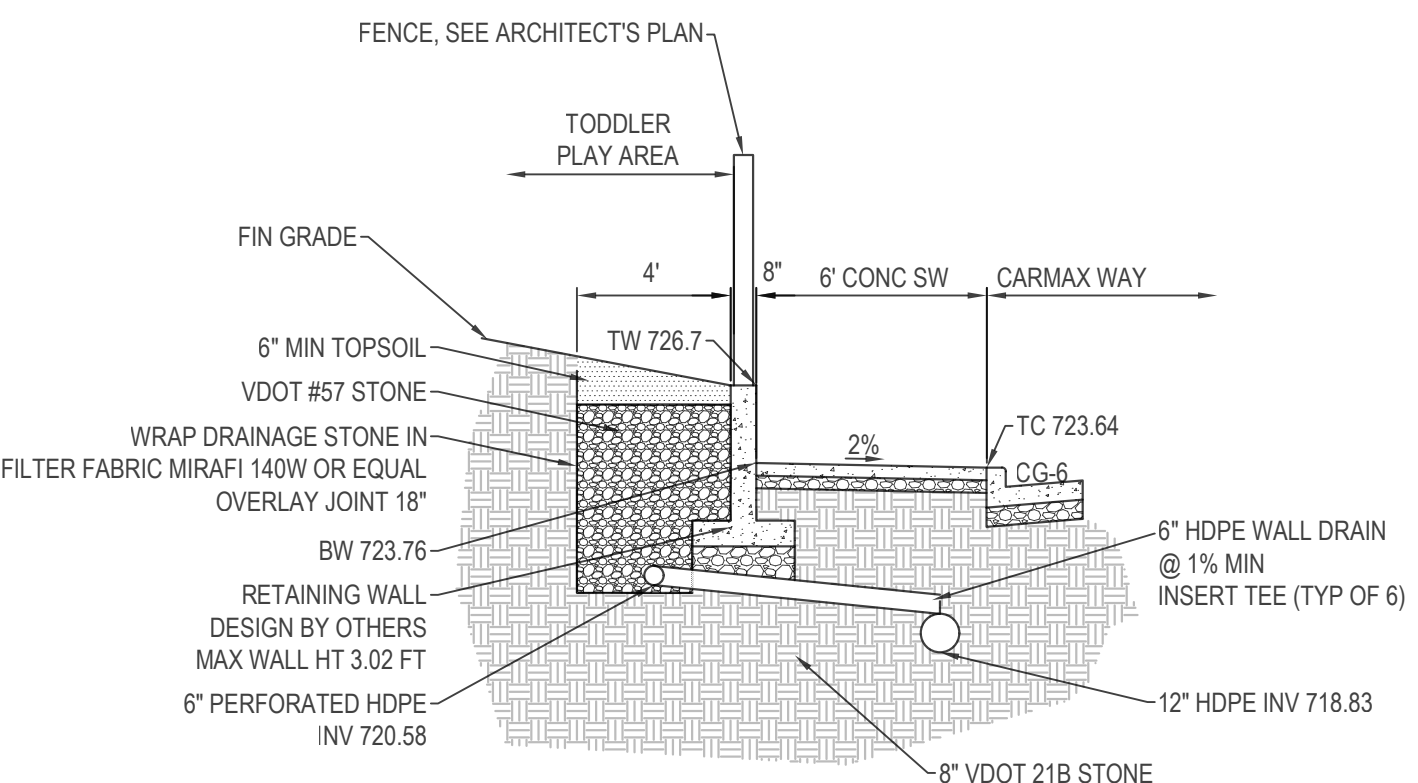 FENCE, SEE ARCHITECT'S PLAN
TODDLER
PLAY AREA
FIN GRADE
4'
8"
6' CONC SW
CARMAX WAY
6" MIN TOPSOIL
TW 726.7
VDOT #57 STONE
WRAP DRAINAGE STONE IN
FILTER FABRIC MIRAFI 140W OR EQUAL
OVERLAY JOINT 18"
2%
TC 723.64
CG-6
BW 723.76
RETAINING WALL
DESIGN BY OTHERS
MAX WALL HT 3.02 FT
6" HDPE WALL DRAIN
@ 1% MIN
INSERT TEE (TYP OF 6)
6" PERFORATED HDPE
INV 720.58
12" HDPE INV 718.83
8" VDOT 21B STONE